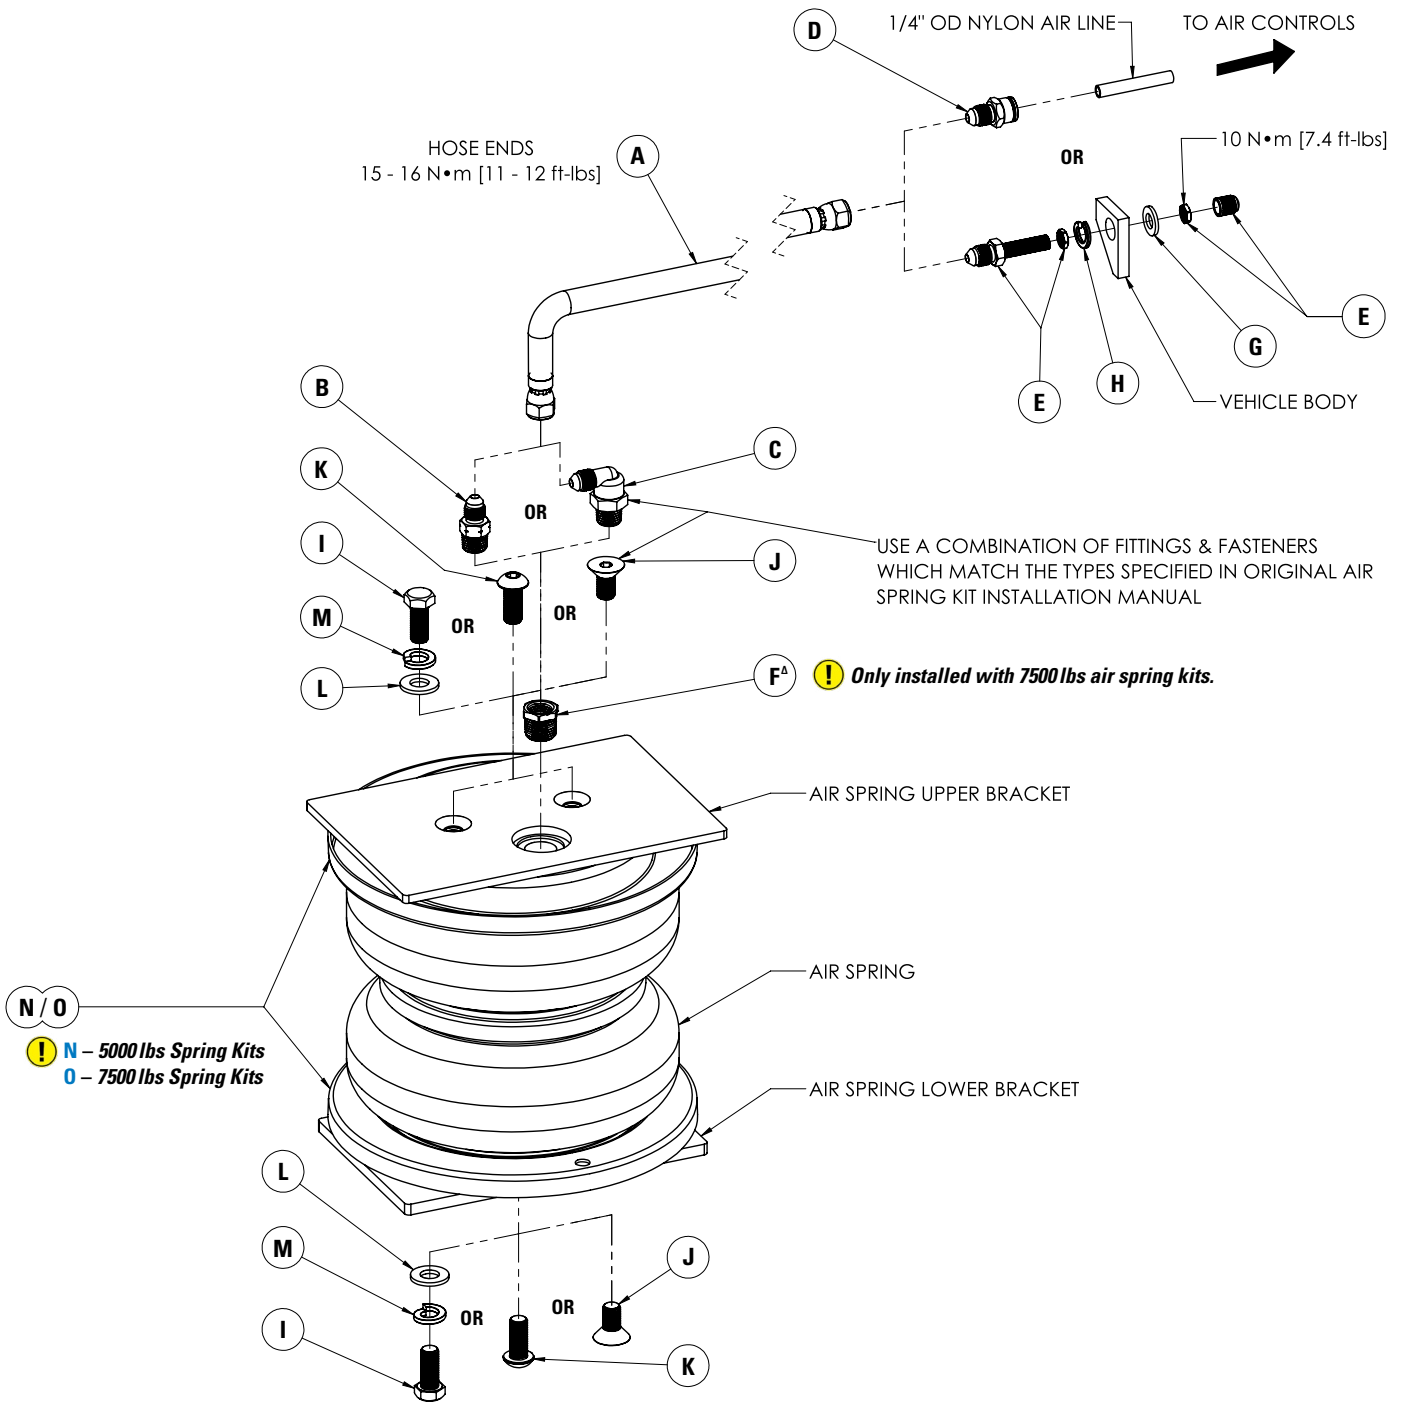 D
1/4" OD NYLON AIR LINE
TO AIR CONTROLS
HOSE ENDS
15 - 16 N•m [11 - 12 ft-lbs]
A
OR
10 N•m [7.4 ft-lbs]
E
G
H
E
VEHICLE BODY
B
K
C
OR
I
J
USE A COMBINATION OF FITTINGS & FASTENERS
WHICH MATCH THE TYPES SPECIFIED IN ORIGINAL AIR
SPRING KIT INSTALLATION MANUAL
M
OR
OR
L
FΔ
! Only installed with 7500 lbs air spring kits.
AIR SPRING UPPER BRACKET
AIR SPRING
N / O
! N – 5000 lbs Spring Kits
O – 7500 lbs Spring Kits
AIR SPRING LOWER BRACKET
L
M
J
OR
OR
I
K